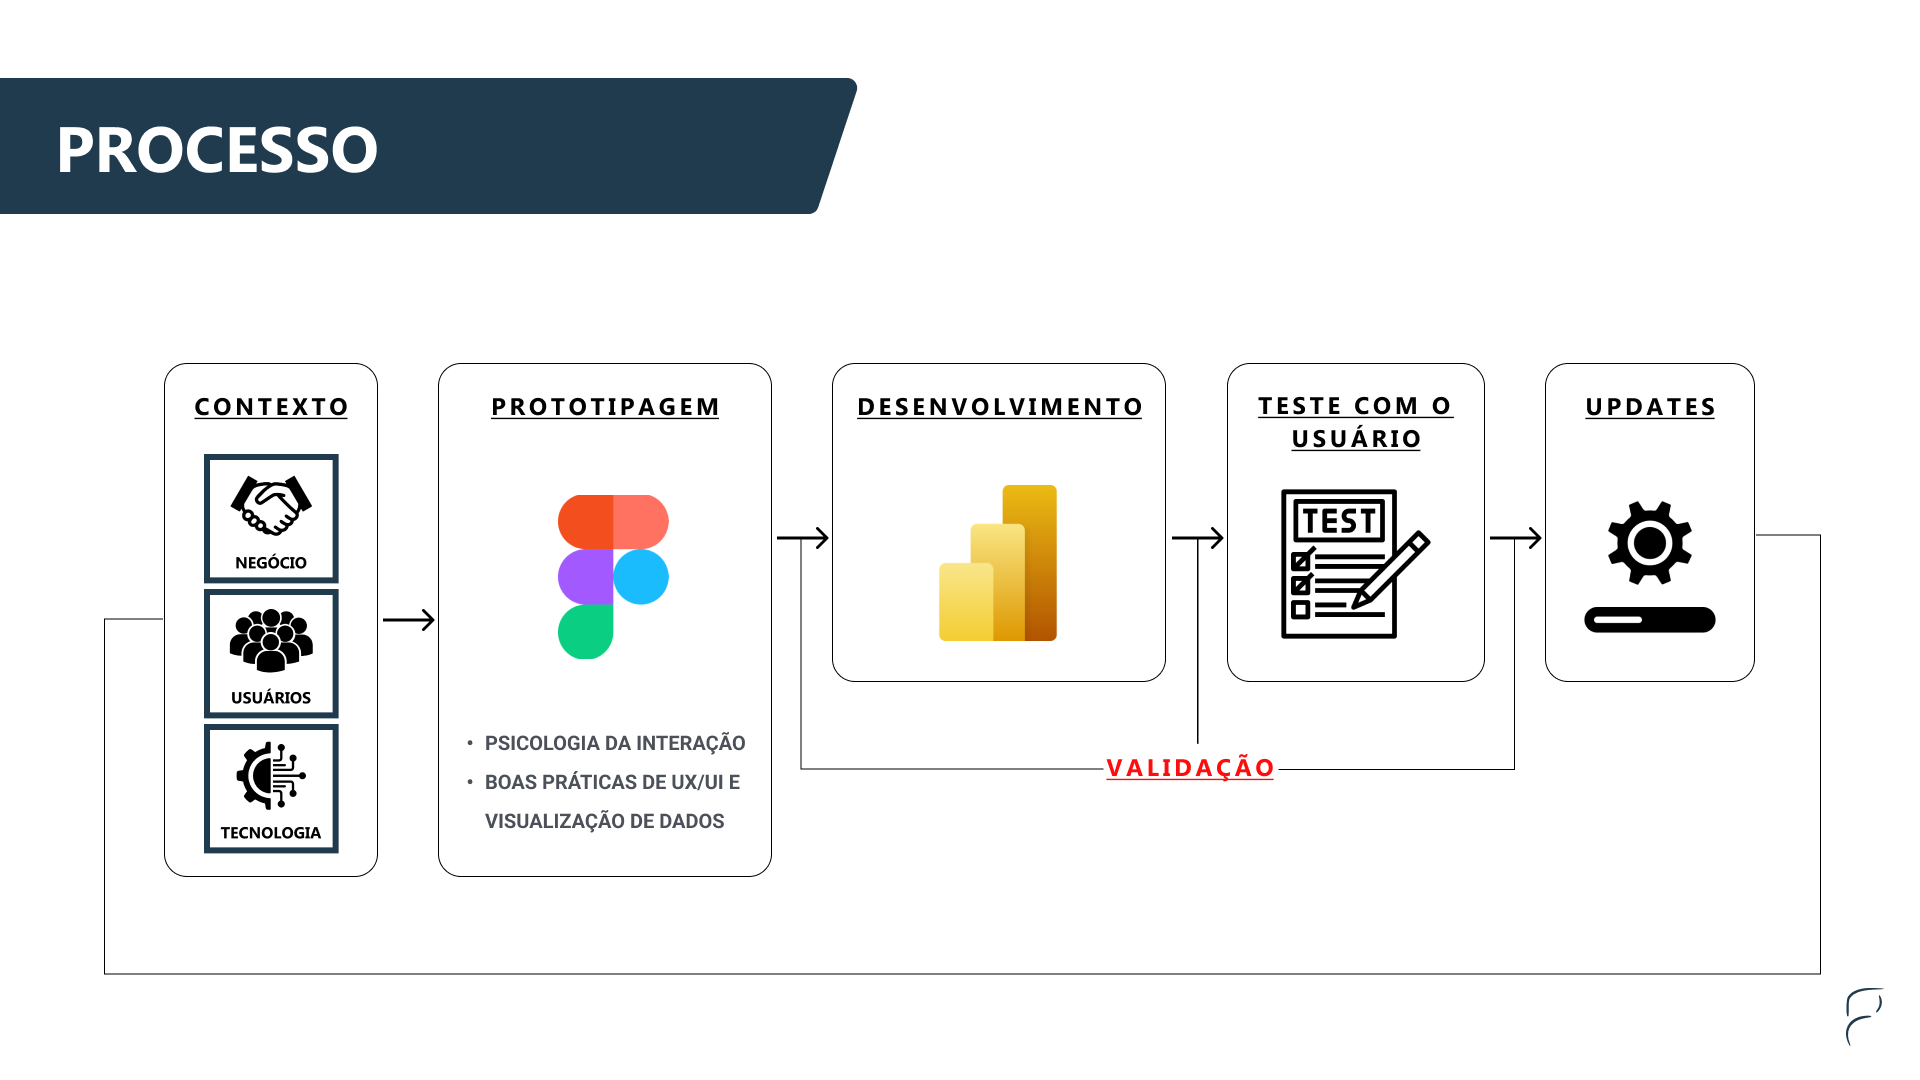 PROCESSO
CONTEXTO
NEGÓCIO
USUÁRIOS
TECNOLOGIA
PROTOTIPAGEM
• PSICOLOGIA DA INTERAÇÃO
• BOAS PRÁTICAS DE UX/UI E
VISUALIZAÇÃO DE DADOS
DESENVOLVIMENTO
TESTE COM O
USUÁRIO
TEST
UPDATES
VALIDAÇÃO